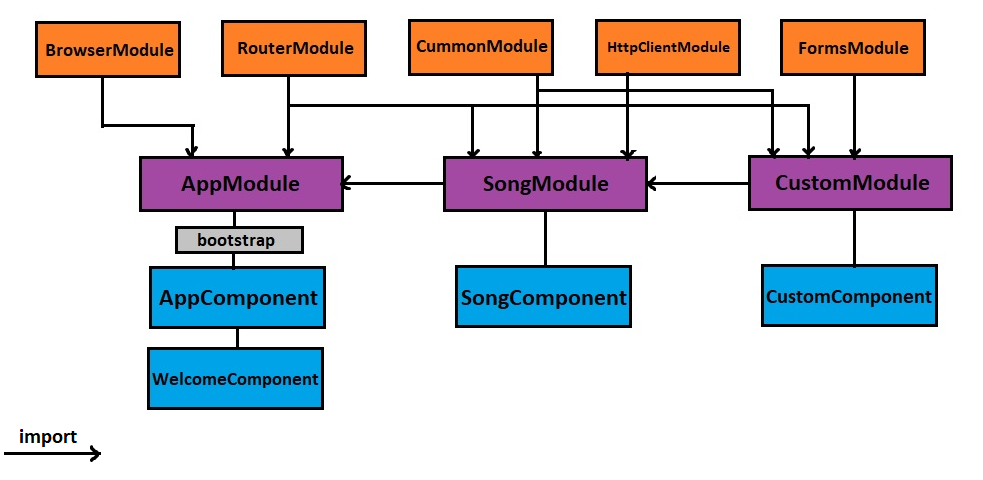 BrowserModule
RouterModule
CummonModule
HttpClientModule
FormsModule
AppModule
SongModule
CustomModule
bootstrap
AppComponent
SongComponent
CustomComponent
WelcomeComponent
import